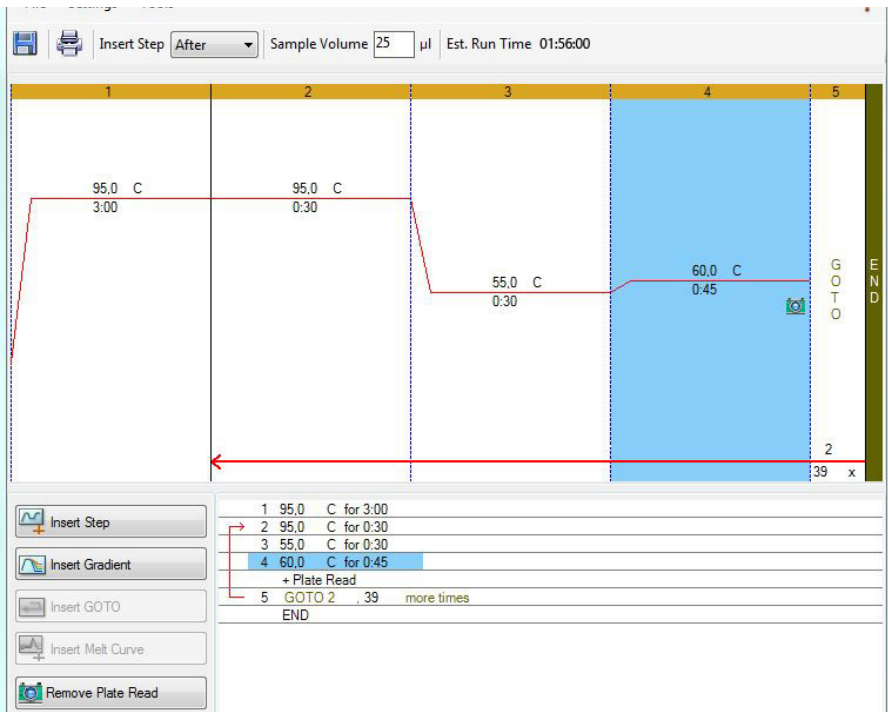 Insert Step After Sample Volume 25 µl Est. Run Time 01:56:00
1 2 3 4 5
95,0 C
3:00
95,0 C
0:30
55,0 C
0:30
60,0 C
0:45
GOTO
END
2
39 x
Insert Step
Insert Gradient
Insert GOTO
Insert Melt Curve
Remove Plate Read
1 95,0 C for 3:00
2 95,0 C for 0:30
3 55,0 C for 0:30
4 60,0 C for 0:45
+ Plate Read
5 GOTO 2 , 39 more times
END